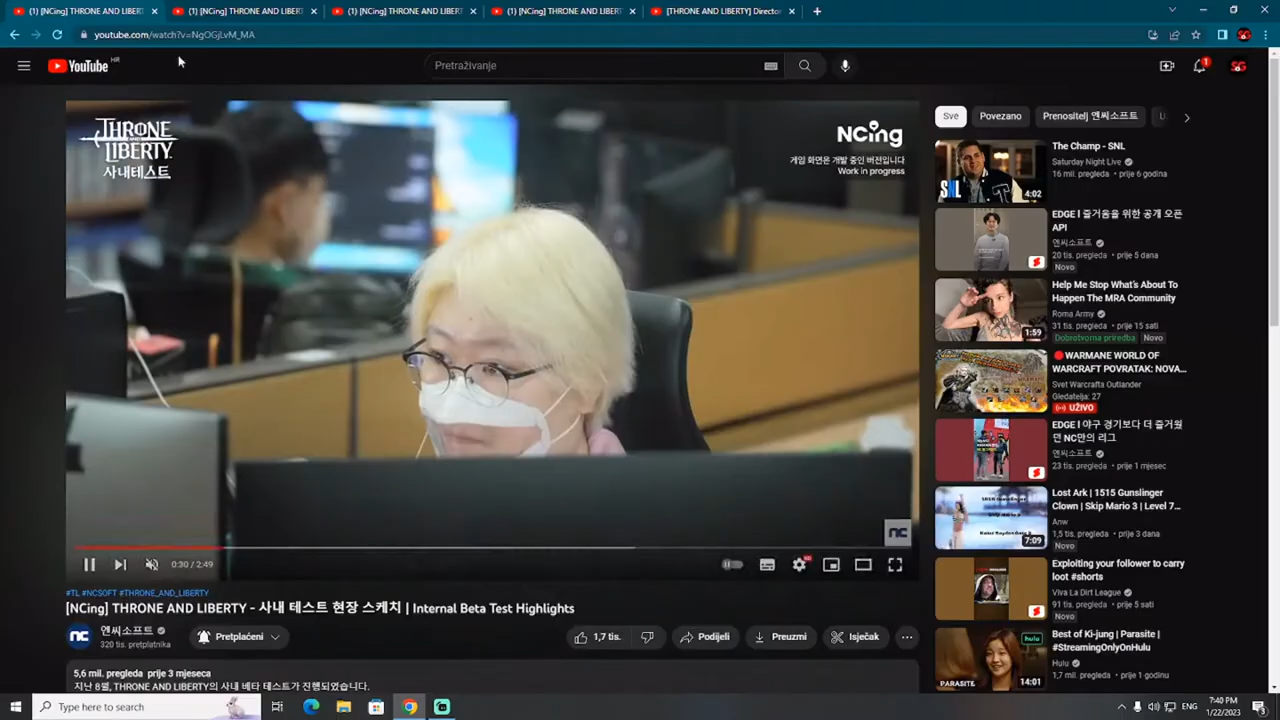 (1) [NCing] THRONE AND LIBERTY
(1) [NCing] THRONE AND LIBERT
(1) [NCing] THRONE AND LIBERT
(1) [NCing] THRONE AND LIBERT
[THRONE AND LIBERTY] Director
youtube.com/watch?v=NgOGjLvM_MA
YouTube HR
Pretraživanje
1
SG
THRONE AND LIBERTY
사내테스트
NCing
게임 화면은 개발 중인 버전입니다
Work in progress
nc
0:30 / 2:49
#TL #NCSOFT #THRONE_AND_LIBERTY
[NCing] THRONE AND LIBERTY - 사내 테스트 현장 스케치 | Internal Beta Test Highlights
nc
엔씨소프트
320 tis. pretplatnika
Pretplaćeni
1,7 tis.
Podijeli
Preuzmi
Isječak
5,6 mil. pregleda prije 3 mjeseca
지난 8월, THRONE AND LIBERTY의 사내 베타 테스트가 진행되었습니다.
Sve
Povezano
Prenositelj 엔씨소프트
SNL
4:02
The Champ - SNL
Saturday Night Live
16 mil. pregleda • prije 6 godina
EDGE l 즐거움을 위한 공개 오픈
API
엔씨소프트
20 tis. pregleda • prije 5 dana
Novo
1:59
Help Me Stop What's About To
Happen The MRA Community
Roma Army
31 tis. pregleda • prije 15 sati
Dobrotvorna priredba Novo
WARMANE WORLD OF
WARCRAFT POVRATAK: NOVA...
Svet Warcrafta Outlander
Gledatelja: 27
UŽIVO
EDGE l 야구 경기보다 더 즐거웠
던 NC만의 리그
엔씨소프트
23 tis. pregleda • prije 1 mjesec
7:09
Lost Ark | 1515 Gunslinger
Clown | Skip Mario 3 | Level 7...
Anw
1,5 tis. pregleda • prije 3 dana
Novo
Exploiting your follower to carry
loot #shorts
Viva La Dirt League
91 tis. pregleda • prije 5 sati
Novo
hulu
PARASITE
14:01
Best of Ki-jung | Parasite |
#StreamingOnlyOnHulu
Hulu
1,7 tis. pregleda • prije 1 godinu
Type here to search
ENG
7:40 PM
1/22/2023
3